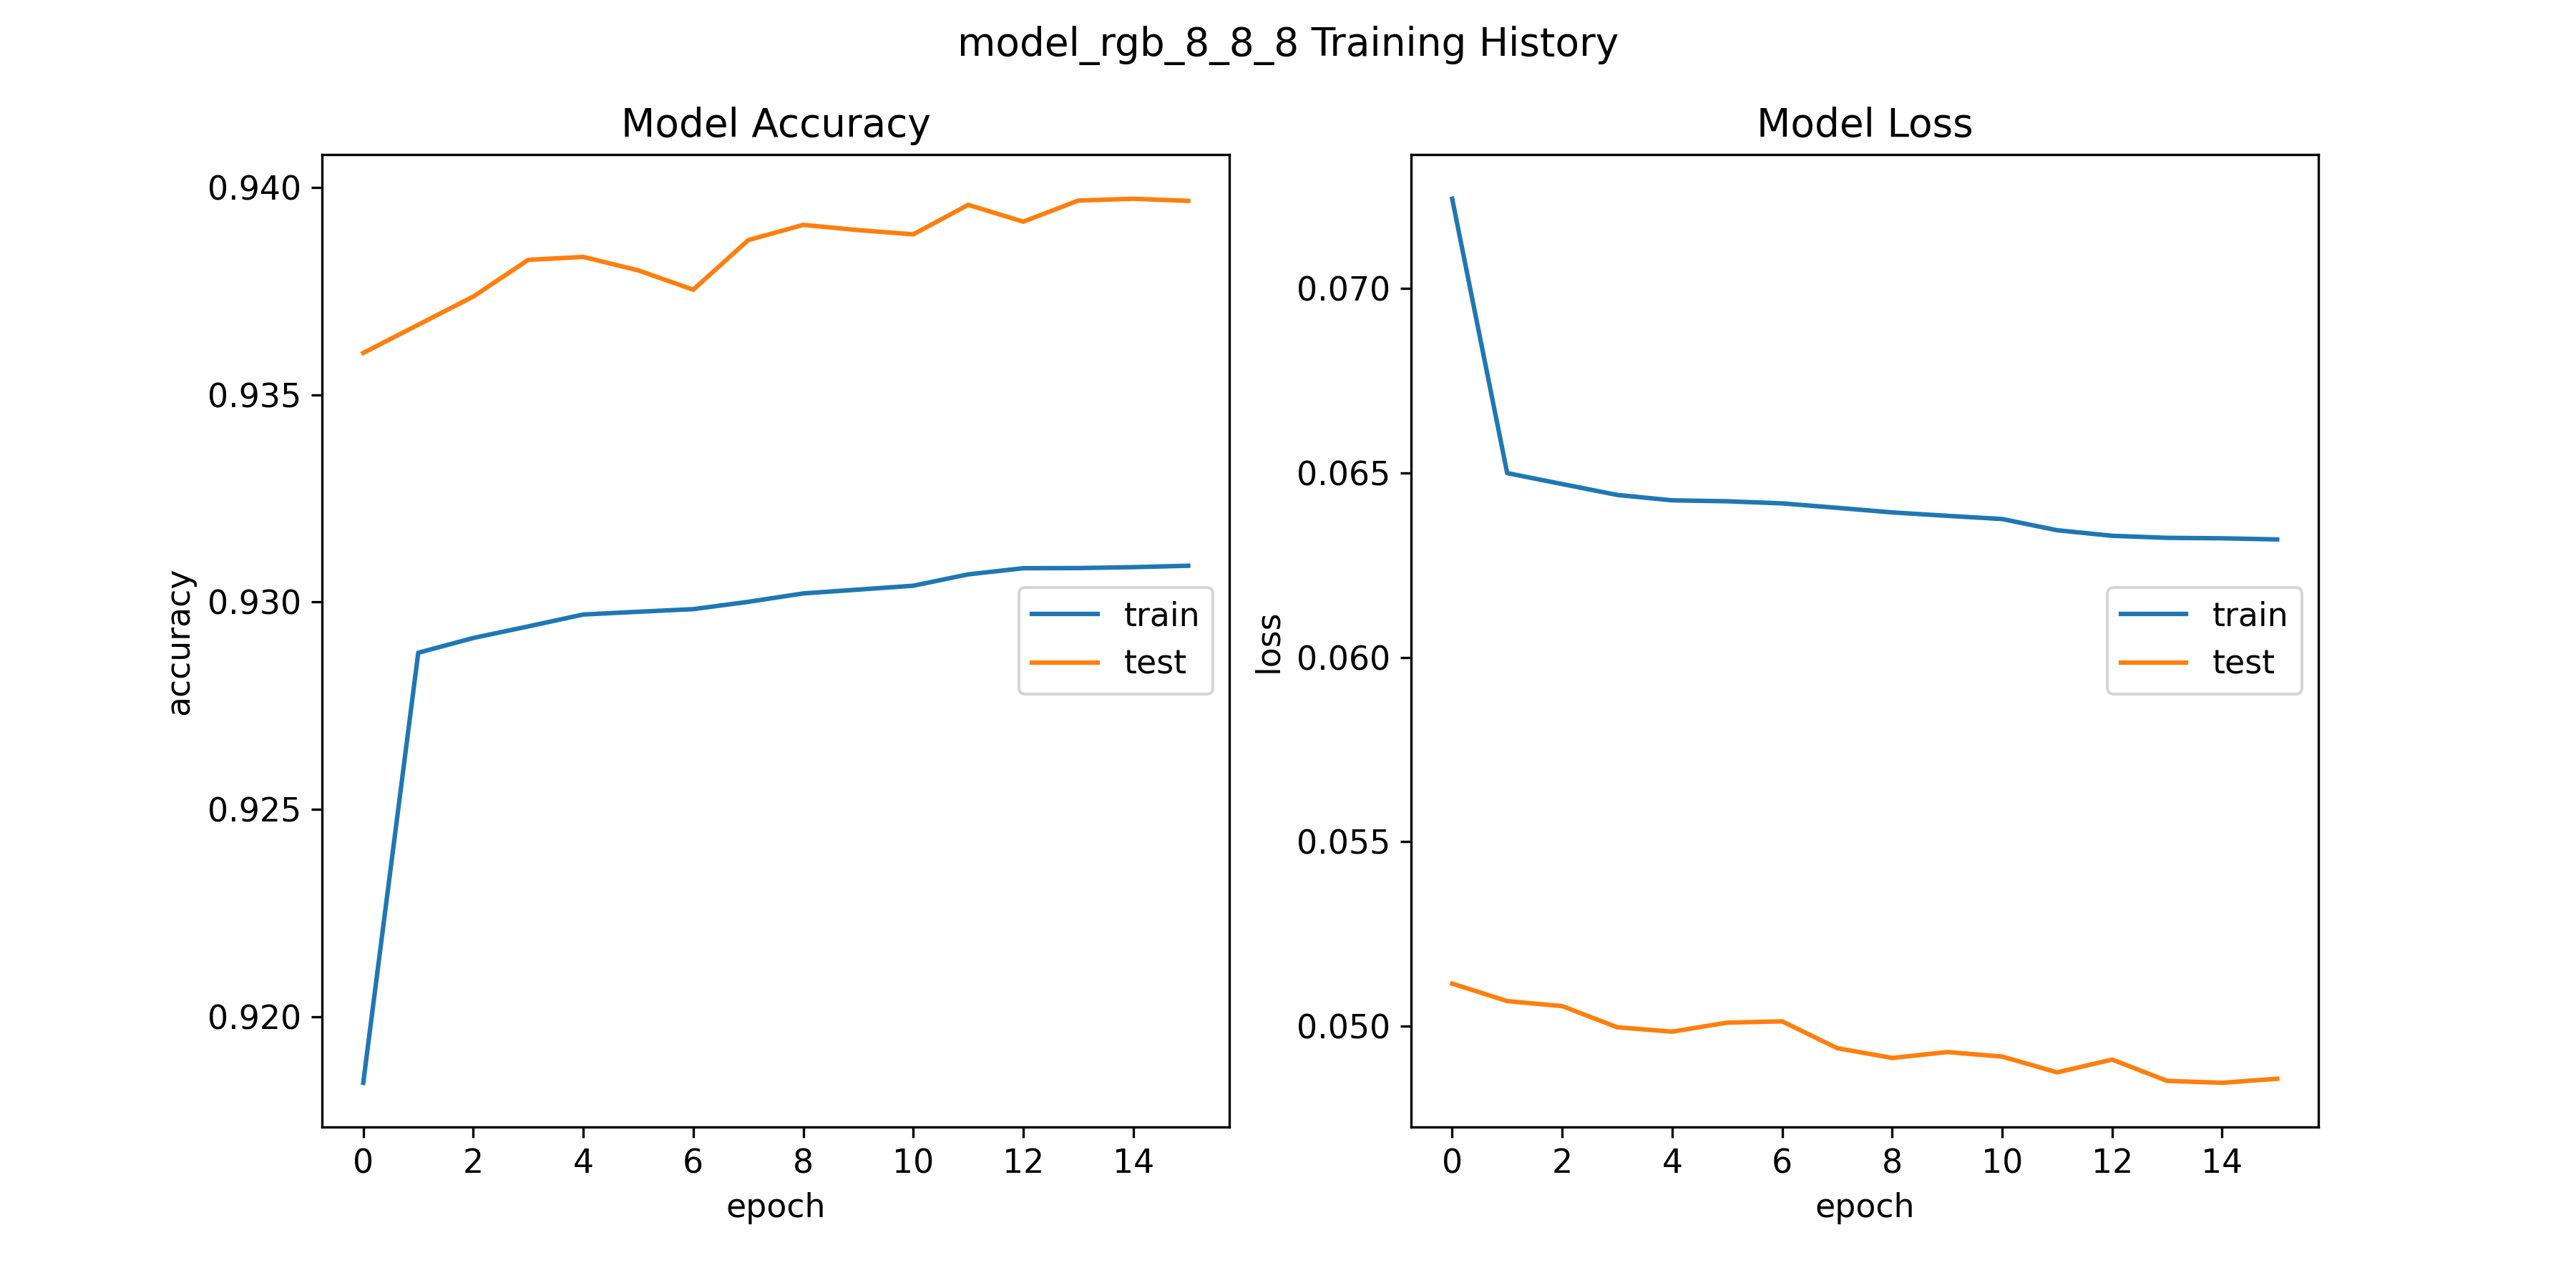 model_rgb_8_8_8 Training History
Model Accuracy
0.940
0.935
0.930
0.925
0.920
accuracy
0 2 4 6 8 10 12 14
epoch
train
test
Model Loss
0.070
0.065
0.060
0.055
0.050
loss
0 2 4 6 8 10 12 14
epoch
train
test